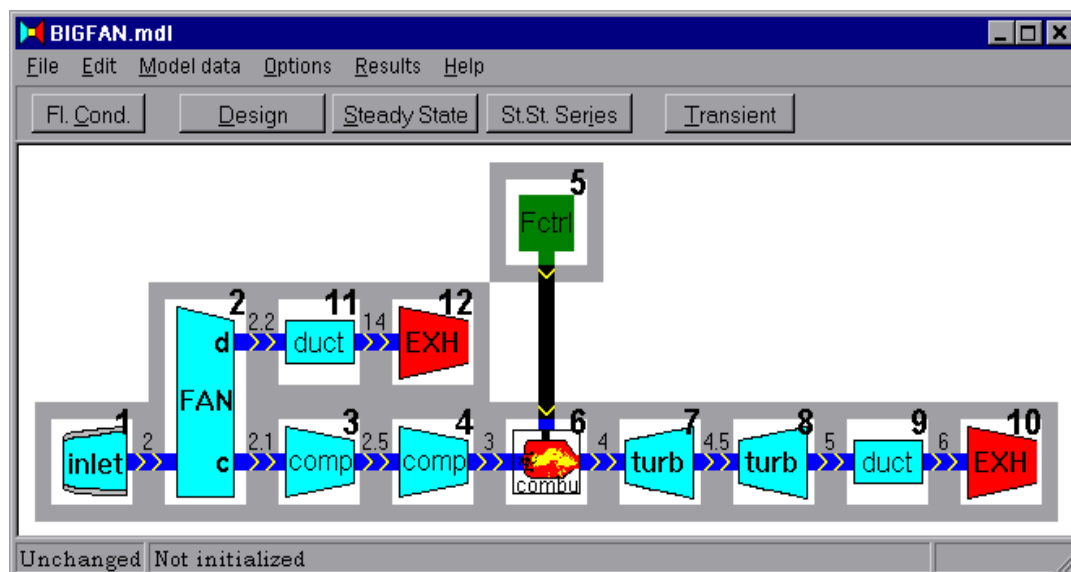 BIGFAN.mdl
File Edit Model data Options Results Help
Fl. Cond. Design Steady State St.St. Series Transient
5
Fctrl
2 11 12
2.2 14
d duct EXH
FAN
1 3 4 6 7 8 9 10
2 2.1 2.5 3 4 4.5 5 6
inlet c comp comp turb turb duct EXH
combu
Unchanged Not initialized